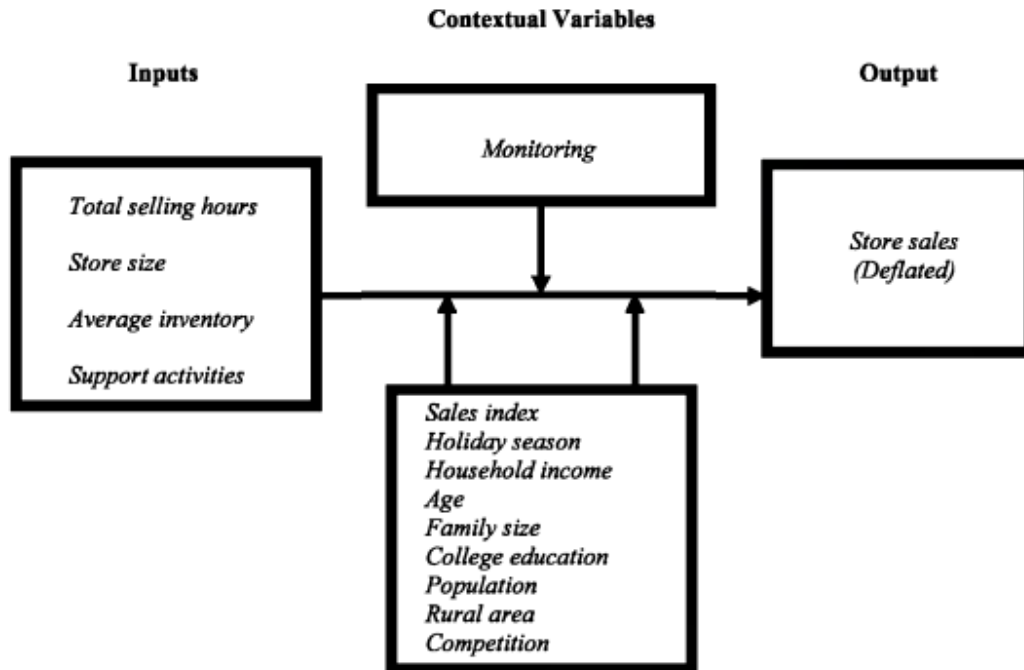 Contextual Variables
Inputs
Output
Monitoring
Total selling hours
Store size
Average inventory
Support activities
Store sales
(Deflated)
Sales index
Holiday season
Household income
Age
Family size
College education
Population
Rural area
Competition